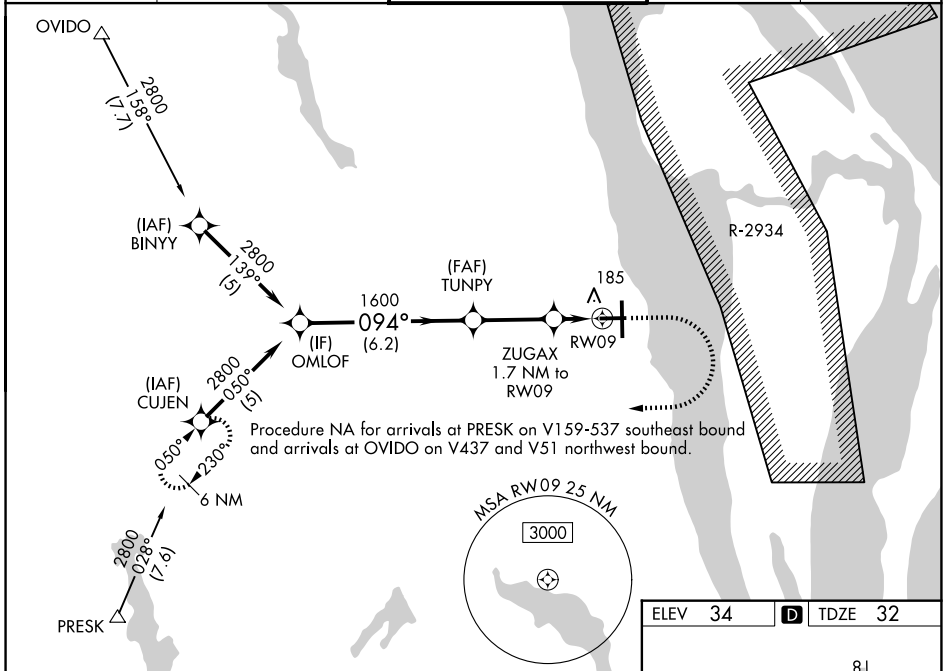 OVIDO
2800
158°
(7.7)
(IAF)
BINYY
2800
139°
(5)
R-2934
(FAF)
TUNPY
185
1600
094°
(6.2)
(IF)
OMLOF
ZUGAX
1.7 NM to
RW09
RW09
(IAF)
CUJEN
2800
050°
(5)
Procedure NA for arrivals at PRESK on V159-537 southeast bound
and arrivals at OVIDO on V437 and V51 northwest bound.
050°
230°
6 NM
MSA RW09 25 NM
3000
2800
028°
(7.6)
PRESK
ELEV 34 D TDZE 32